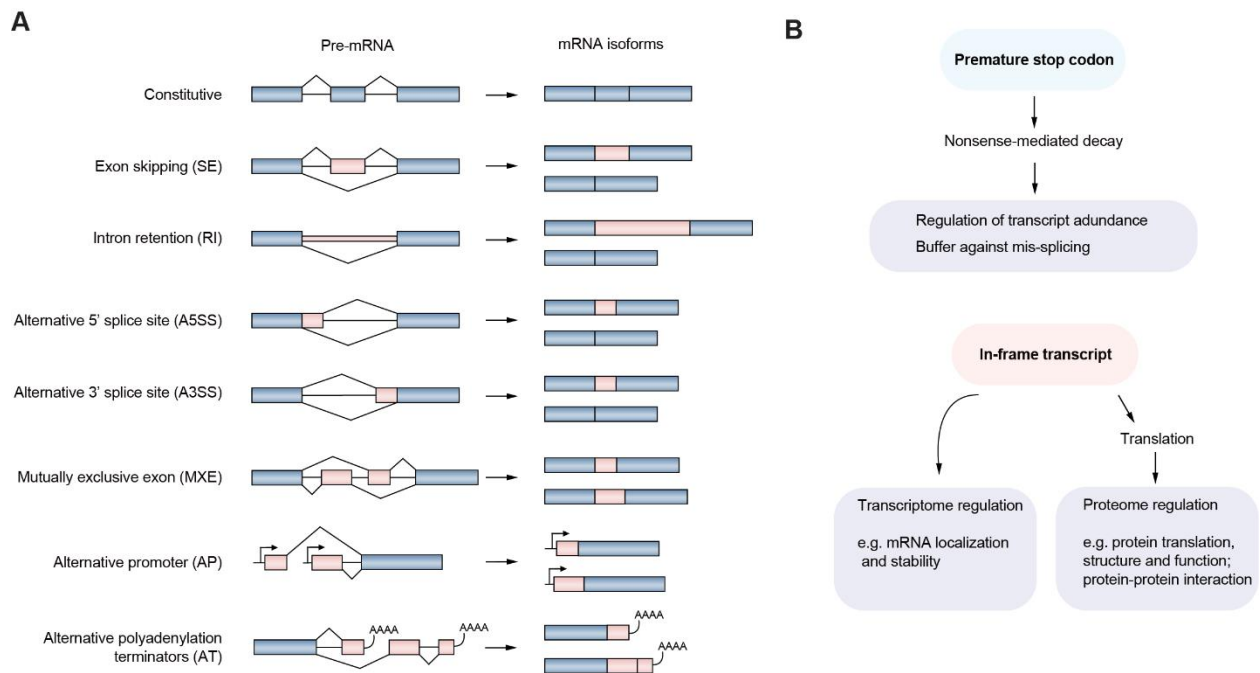 A
Pre-mRNA
mRNA isoforms
Constitutive
Exon skipping (SE)
Intron retention (RI)
Alternative 5' splice site (A5SS)
Alternative 3' splice site (A3SS)
Mutually exclusive exon (MXE)
Alternative promoter (AP)
Alternative polyadenylation
terminators (AT)
AAAA
AAAA
AAAA
AAAA
B
Premature stop codon
Nonsense-mediated decay
Regulation of transcript adundance
Buffer against mis-splicing
In-frame transcript
Translation
Transcriptome regulation
e.g. mRNA localization
and stability
Proteome regulation
e.g. protein translation,
structure and function;
protein-protein interaction